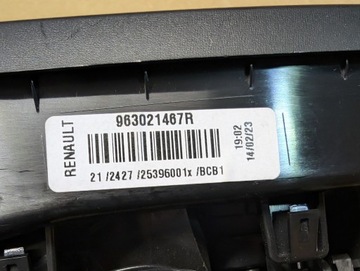 RENAULT
963021467R
19:02
14/02/23
21 /2427 /25396001x /BCB1